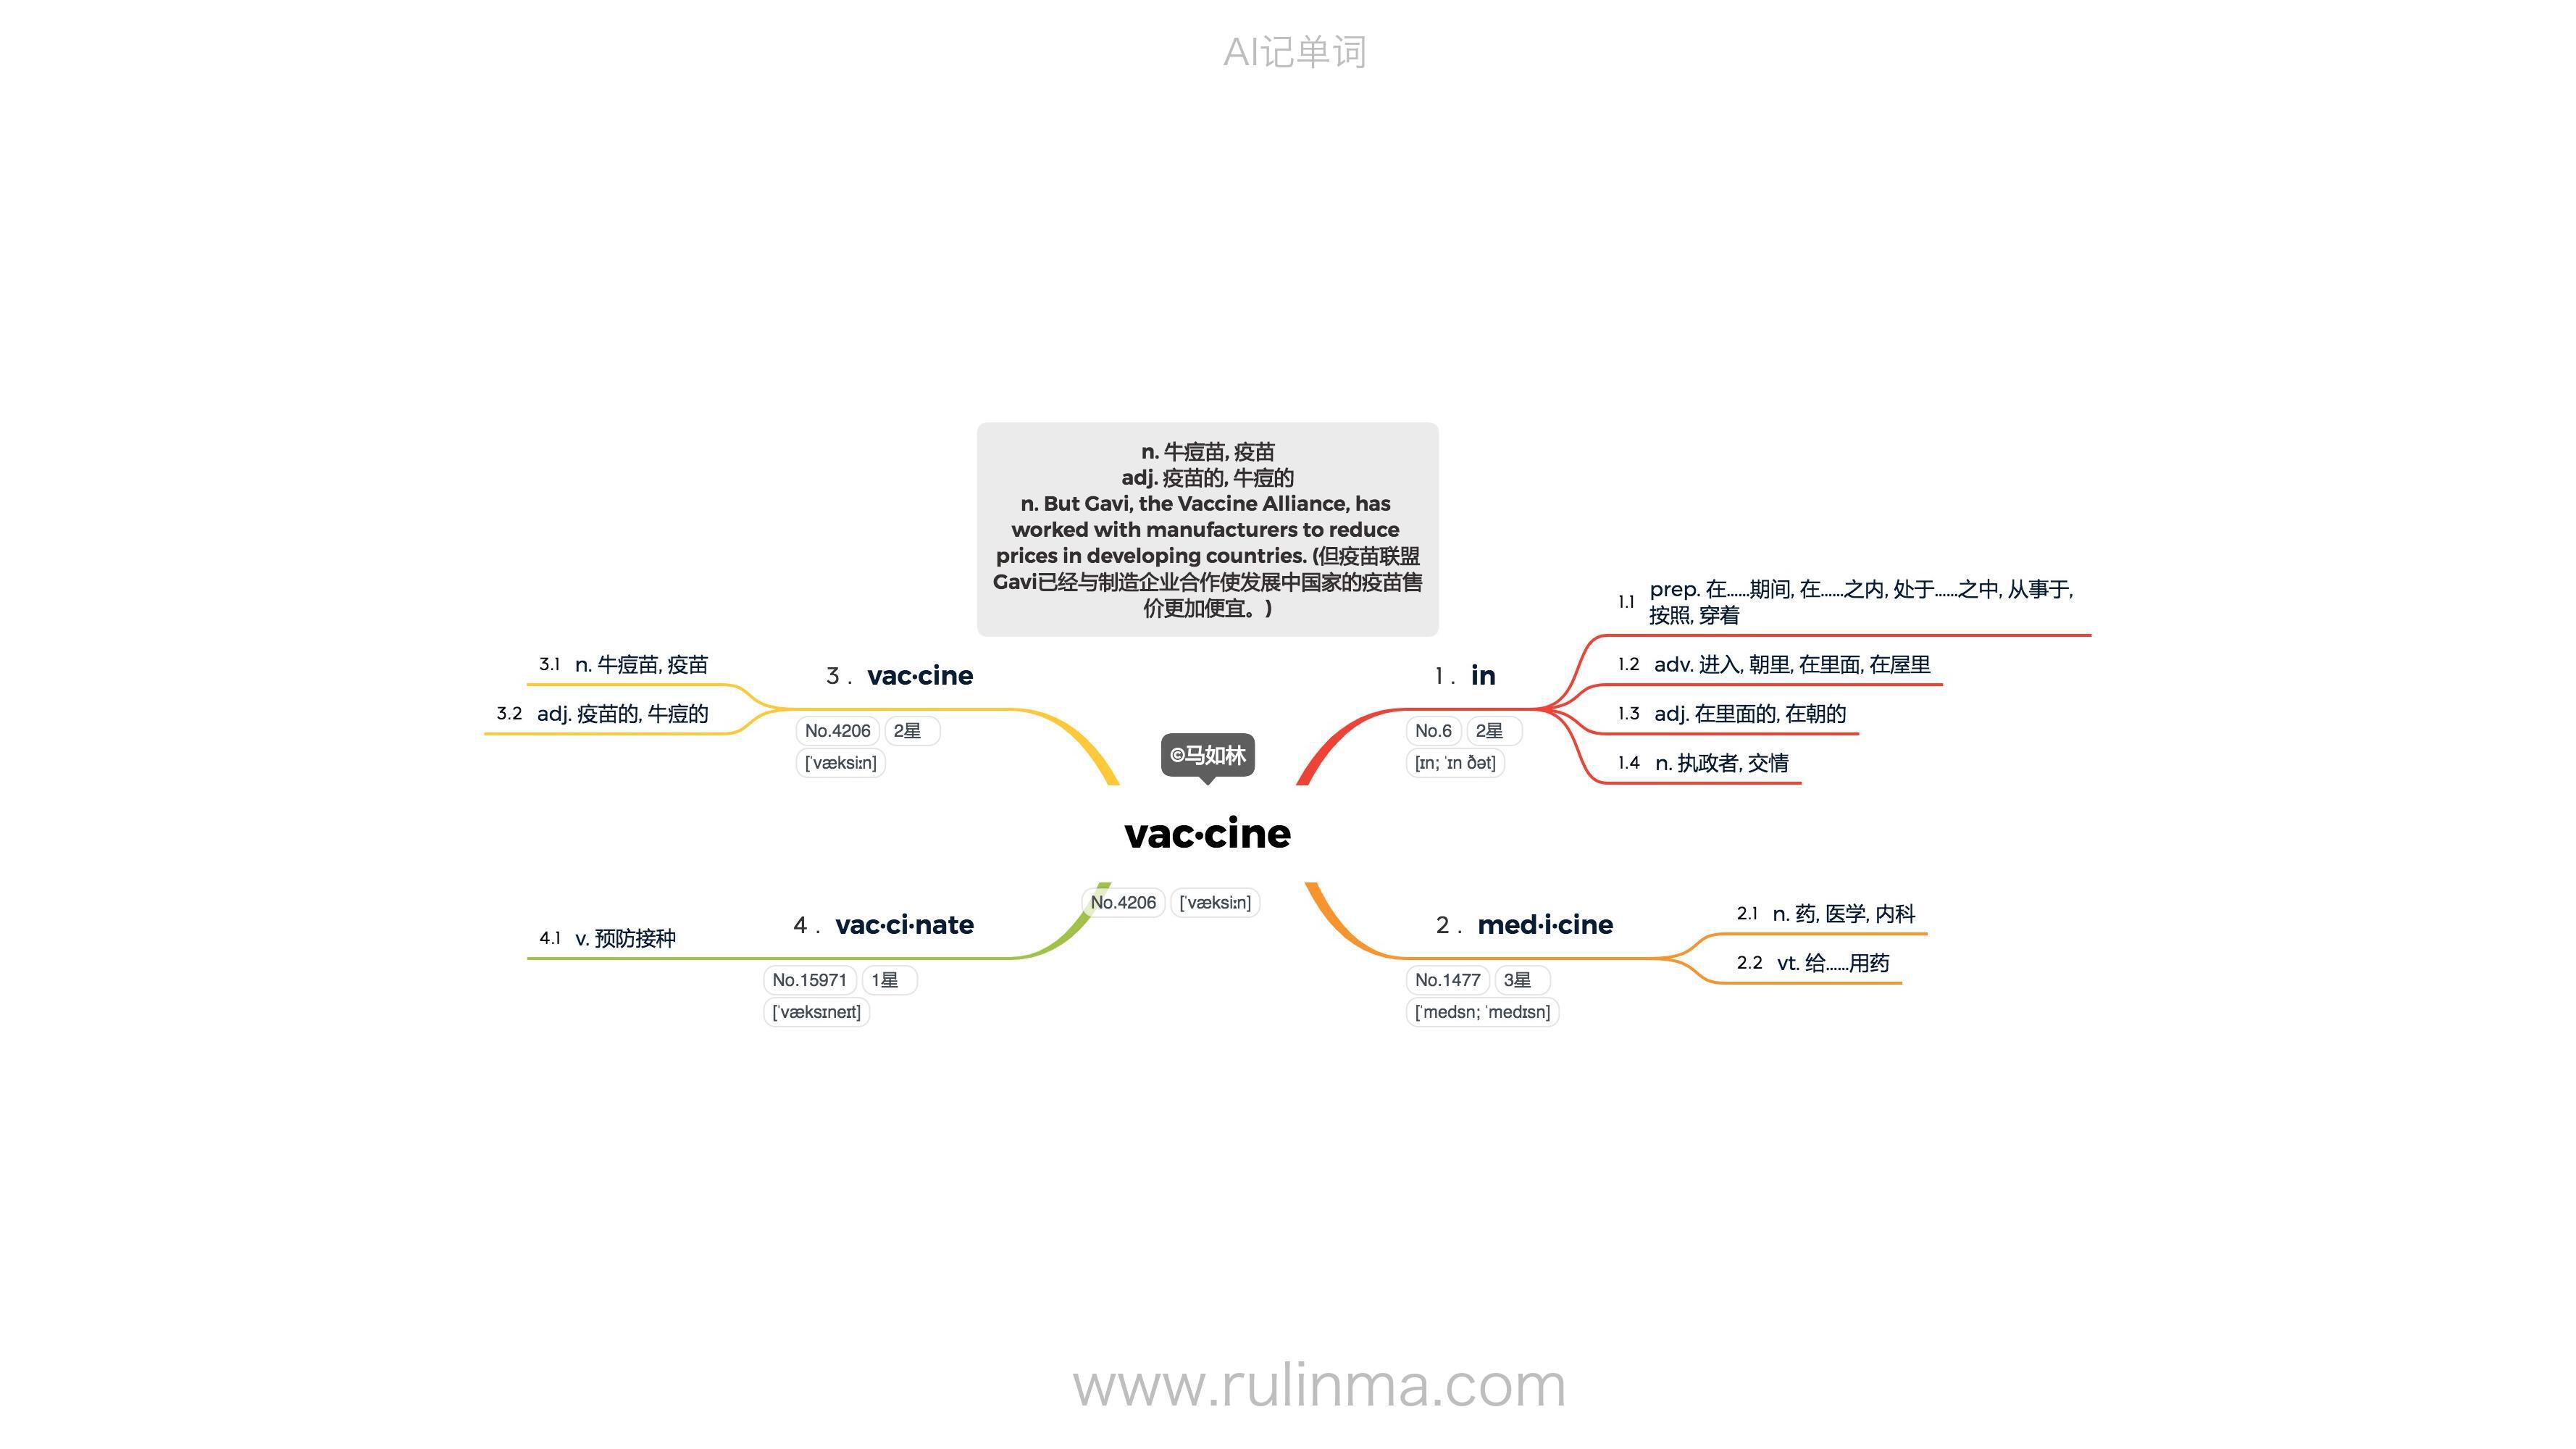 AI记单词
n. 牛痘苗, 疫苗
adj. 疫苗的, 牛痘的
n. But Gavi, the Vaccine Alliance, has
worked with manufacturers to reduce
prices in developing countries. (但疫苗联盟
Gavi已经与制造企业合作使发展中国家的疫苗售
价更加便宜。)
©马如林
vac·cine
No.4206 [ˈvæksiːn]
1 . in
No.6 2星
[ɪn; ˈɪn ðət]
1.1 prep. 在……期间, 在……之内, 处于……之中, 从事于,
按照, 穿着
1.2 adv. 进入, 朝里, 在里面, 在屋里
1.3 adj. 在里面的, 在朝的
1.4 n. 执政者, 交情
2 . med·i·cine
No.1477 3星
[ˈmedsn; ˈmedɪsn]
2.1 n. 药, 医学, 内科
2.2 vt. 给……用药
3 . vac·cine
No.4206 2星
[ˈvæksiːn]
3.1 n. 牛痘苗, 疫苗
3.2 adj. 疫苗的, 牛痘的
4 . vac·ci·nate
No.15971 1星
[ˈvæksɪneɪt]
4.1 v. 预防接种
www.rulinma.com